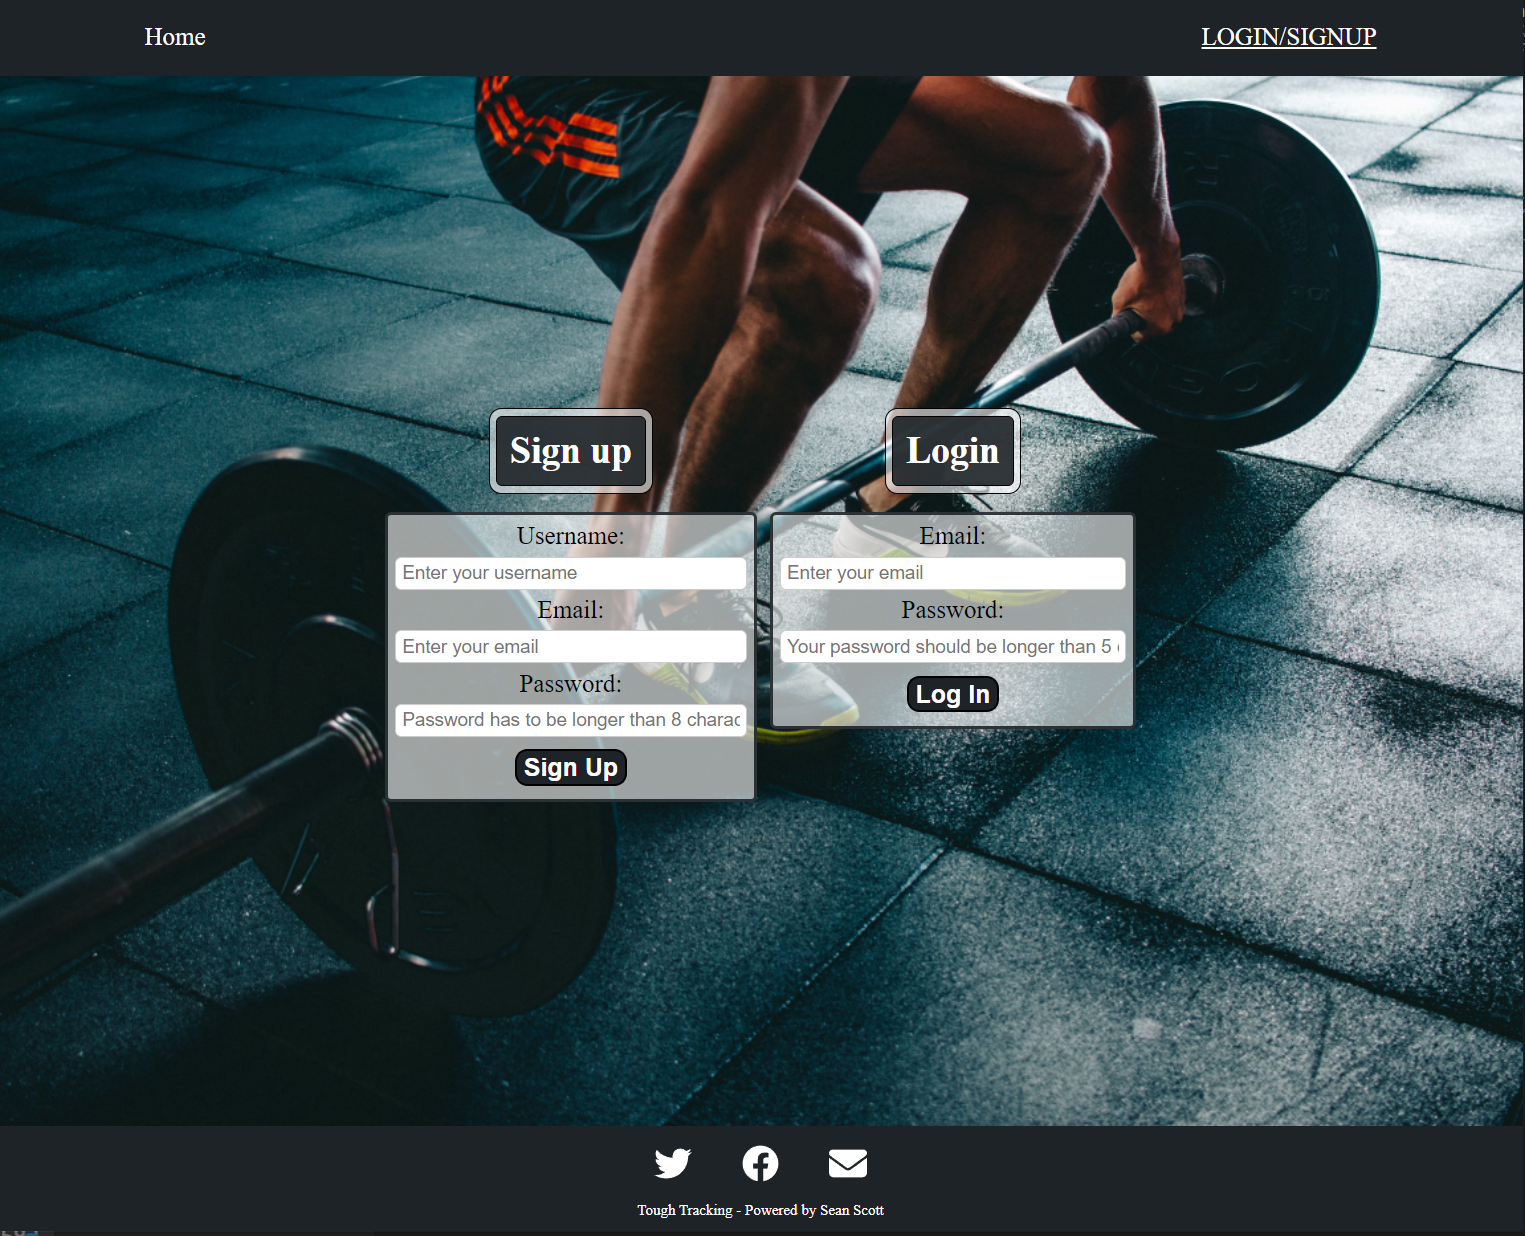 Home
LOGIN/SIGNUP
Sign up
Login
Username:
Enter your username
Email:
Enter your email
Password:
Password has to be longer than 8 charac
Sign Up
Email:
Enter your email
Password:
Your password should be longer than 5
Log In
Tough Tracking - Powered by Sean Scott